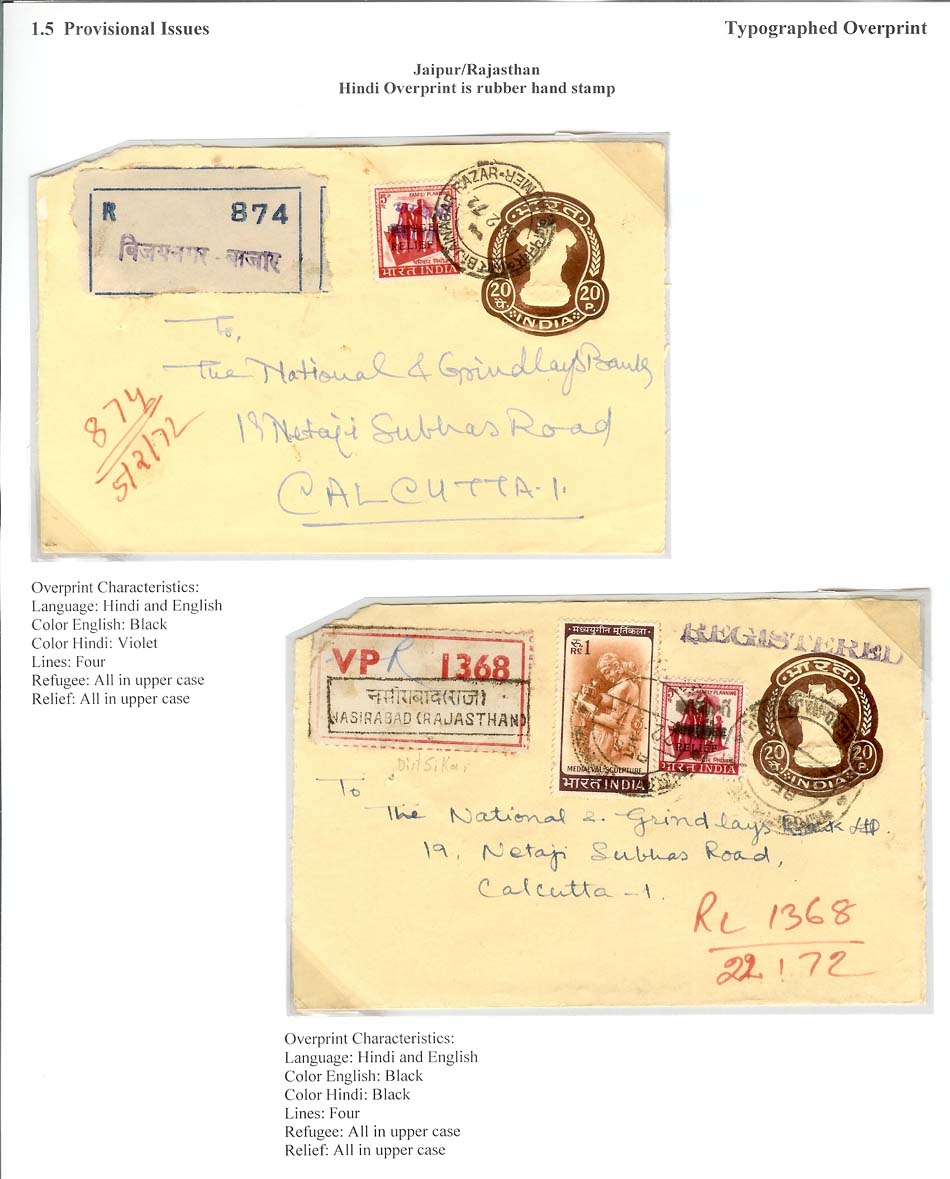 1.5 Provisional Issues
Typographed Overprint
Jaipur/Rajasthan
Hindi Overprint is rubber hand stamp
R 874
बिजयनगर बाजार
5
FAMILY PLANNING
REFUGEE
RELIEF
भारत INDIA
BAZAR
भारत
20 पै.
20 P.
INDIA
To,
The National & Grindlays Bank
18 Netaji Subhas Road
CALCUTTA-1.
874
5/2/72
Overprint Characteristics:
Language: Hindi and English
Color English: Black
Color Hindi: Violet
Lines: Four
Refugee: All in upper case
Relief: All in upper case
VP R 1368
नसीराबाद(राज)
NASIRABAD (RAJASTHAN)
मध्ययुगीन मूर्तिकला
रु RS 1
MEDIAEVAL SCULPTURE
भारत INDIA
REGISTERED
5
FAMILY PLANNING
REFUGEE
RELIEF
भारत INDIA
भारत
20
20 P.
INDIA
To
The National & Grindlays Bank Ltd.
19, Netaji Subhas Road,
Calcutta-1.
RL 1368
22.1.72
Overprint Characteristics:
Language: Hindi and English
Color English: Black
Color Hindi: Black
Lines: Four
Refugee: All in upper case
Relief: All in upper case